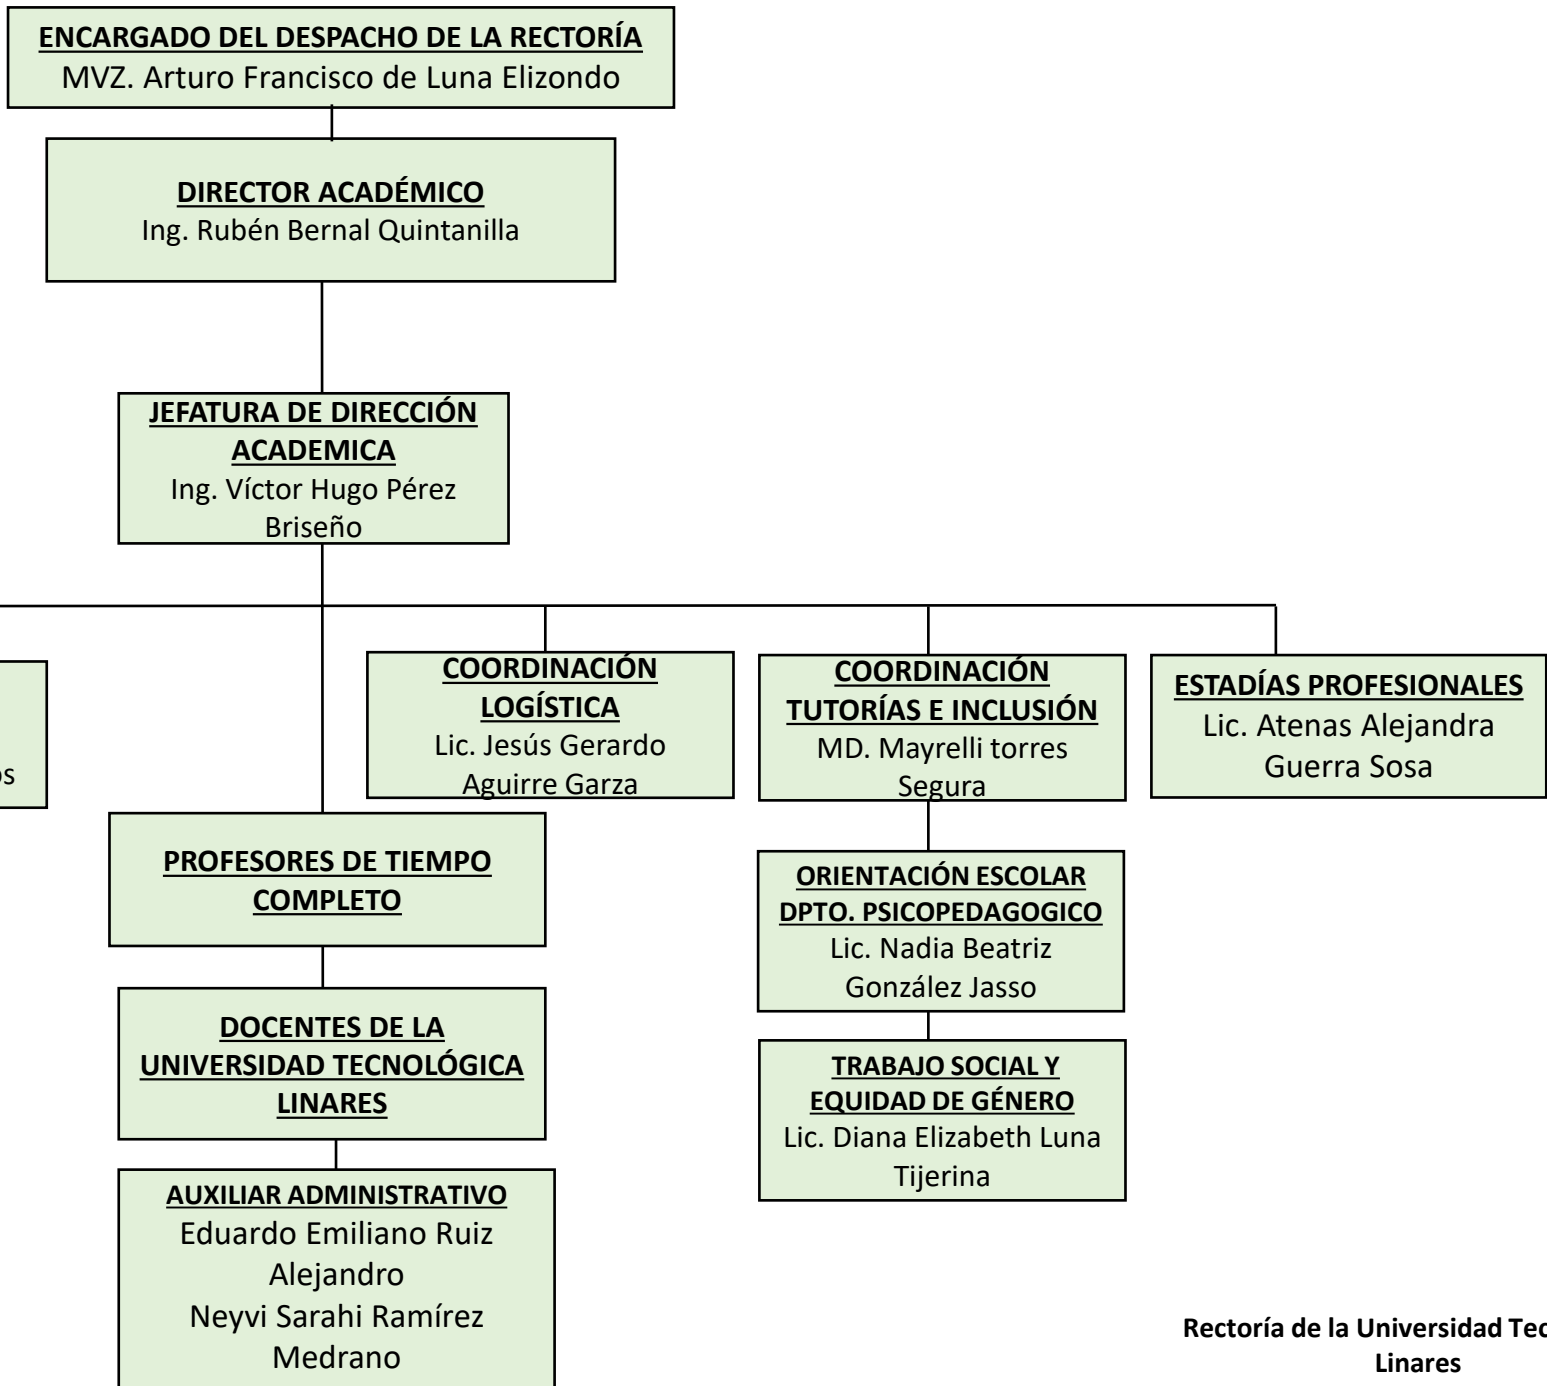 ENCARGADO DEL DESPACHO DE LA RECTORÍA
MVZ. Arturo Francisco de Luna Elizondo
DIRECTOR ACADÉMICO
Ing. Rubén Bernal Quintanilla
JEFATURA DE DIRECCIÓN
ACADEMICA
Ing. Víctor Hugo Pérez
Briseño
COORDINACIÓN
LOGÍSTICA
Lic. Jesús Gerardo
Aguirre Garza
COORDINACIÓN
TUTORÍAS E INCLUSIÓN
MD. Mayrelli torres
Segura
ESTADÍAS PROFESIONALES
Lic. Atenas Alejandra
Guerra Sosa
PROFESORES DE TIEMPO
COMPLETO
ORIENTACIÓN ESCOLAR
DPTO. PSICOPEDAGOGICO
Lic. Nadia Beatriz
González Jasso
DOCENTES DE LA
UNIVERSIDAD TECNOLÓGICA
LINARES
TRABAJO SOCIAL Y
EQUIDAD DE GÉNERO
Lic. Diana Elizabeth Luna
Tijerina
AUXILIAR ADMINISTRATIVO
Eduardo Emiliano Ruiz
Alejandro
Neyvi Sarahi Ramírez
Medrano
Rectoría de la Universidad
Linares